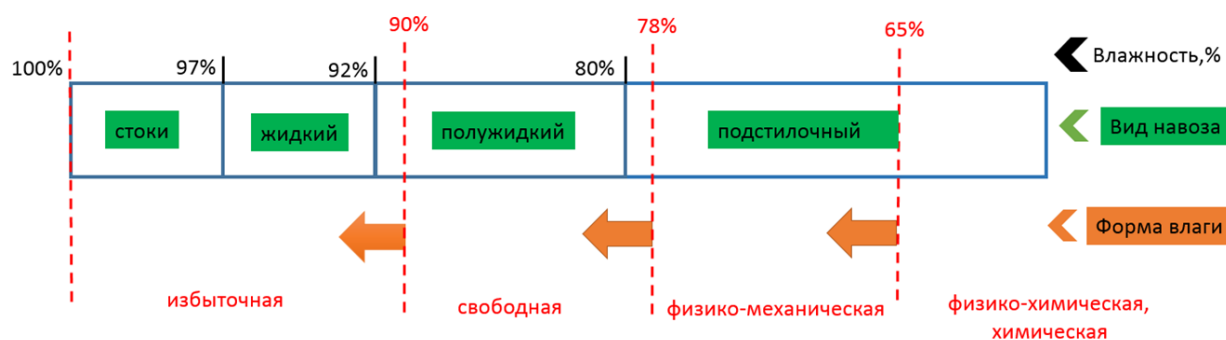 90%
78%
65%
100%
97%
92%
80%
Влажность,%
стоки
жидкий
полужидкий
подстилочный
Вид навоза
Форма влаги
избыточная
свободная
физико-механическая
физико-химическая,
химическая